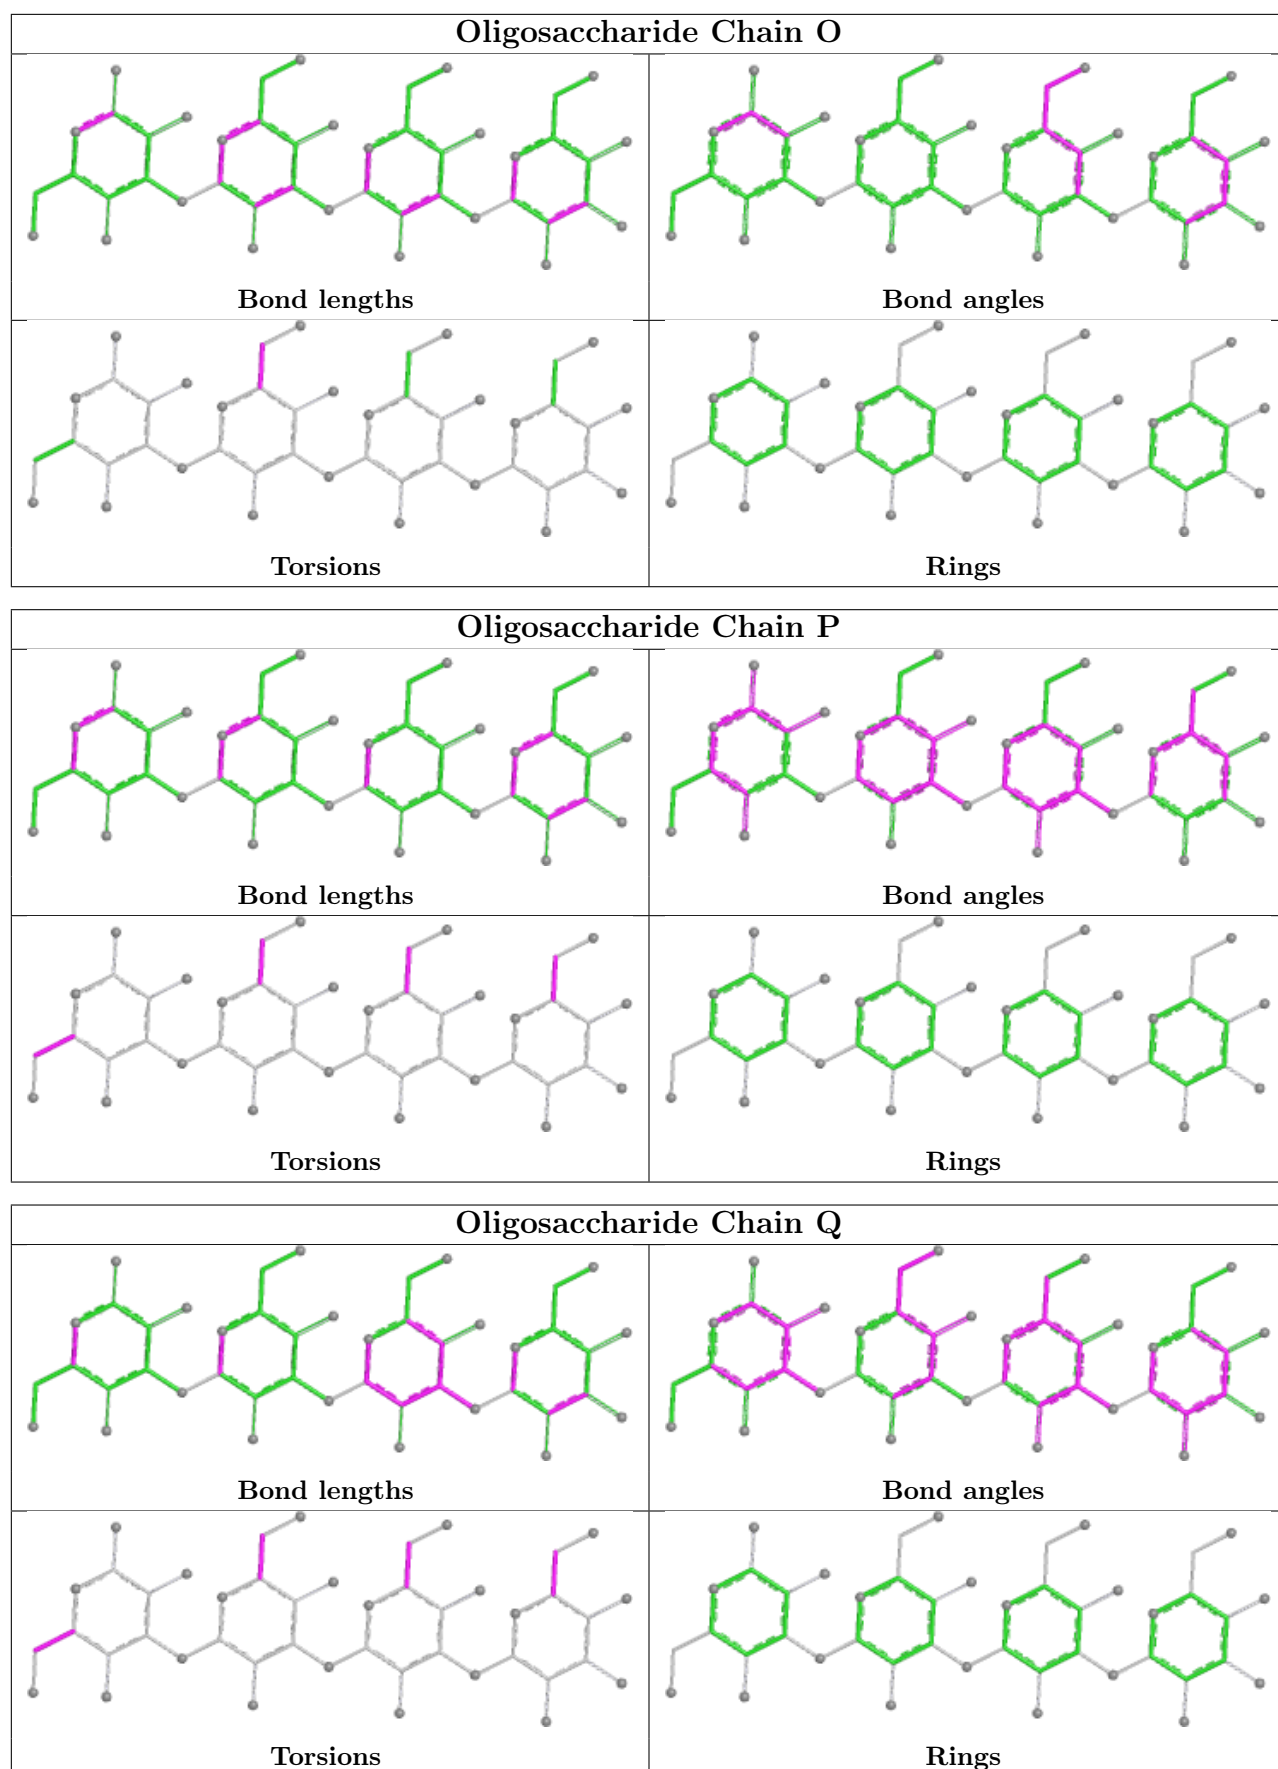 Oligosaccharide Chain O
Bond lengths
Bond angles
Torsions
Rings
Oligosaccharide Chain P
Bond lengths
Bond angles
Torsions
Rings
Oligosaccharide Chain Q
Bond lengths
Bond angles
Torsions
Rings